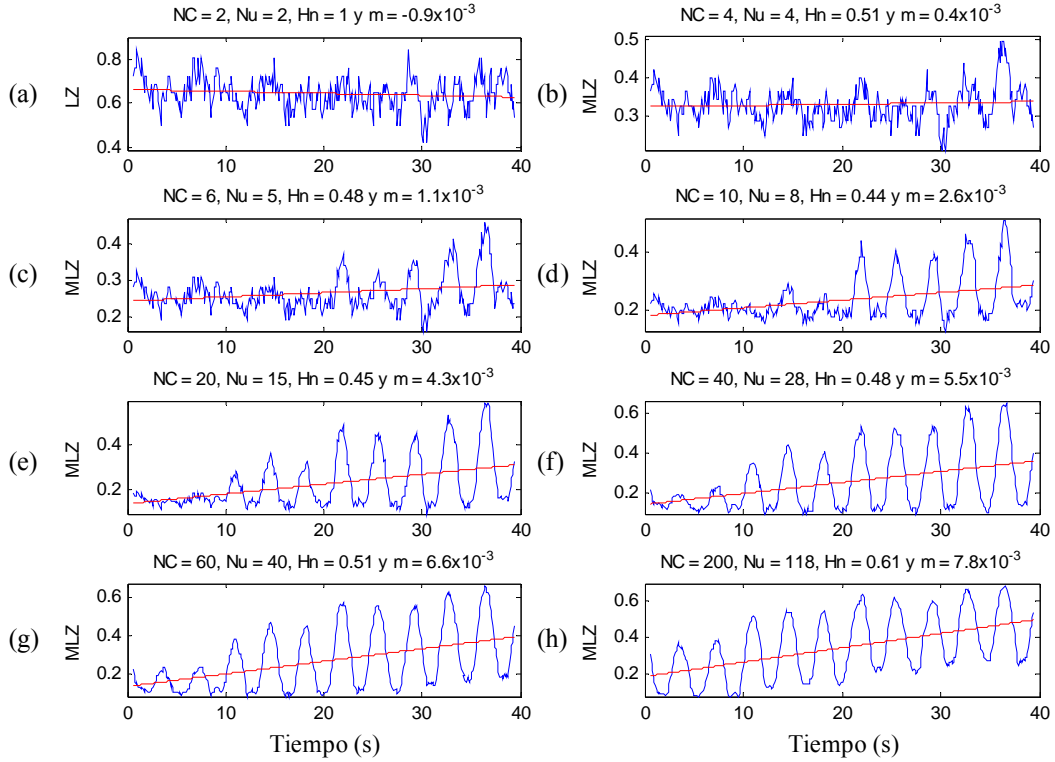 NC = 2, Nu = 2, Hn = 1 y m = -0.9x10⁻³
NC = 4, Nu = 4, Hn = 0.51 y m = 0.4x10⁻³
(a)
LZ
0.8
0.6
0.4
0 10 20 30 40
(b)
MLZ
0.5
0.4
0.3
0 10 20 30 40
NC = 6, Nu = 5, Hn = 0.48 y m = 1.1x10⁻³
NC = 10, Nu = 8, Hn = 0.44 y m = 2.6x10⁻³
(c)
MLZ
0.4
0.3
0.2
0 10 20 30 40
(d)
MLZ
0.4
0.2
0 10 20 30 40
NC = 20, Nu = 15, Hn = 0.45 y m = 4.3x10⁻³
NC = 40, Nu = 28, Hn = 0.48 y m = 5.5x10⁻³
(e)
MLZ
0.4
0.2
0 10 20 30 40
(f)
MLZ
0.6
0.4
0.2
0 10 20 30 40
NC = 60, Nu = 40, Hn = 0.51 y m = 6.6x10⁻³
NC = 200, Nu = 118, Hn = 0.61 y m = 7.8x10⁻³
(g)
MLZ
0.6
0.4
0.2
0 10 20 30 40
Tiempo (s)
(h)
MLZ
0.6
0.4
0.2
0 10 20 30 40
Tiempo (s)